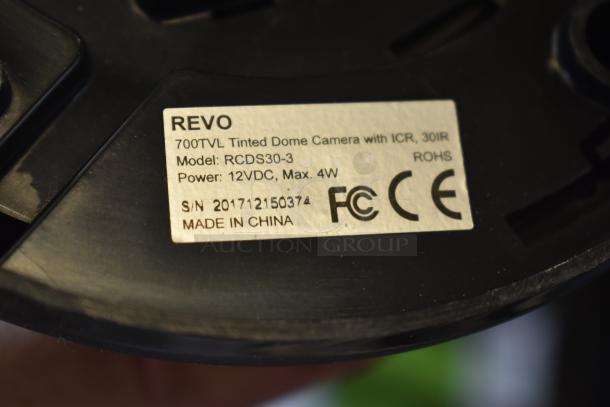 REVO
700TVL Tinted Dome Camera with ICR, 30IR
Model: RCDS30-3 ROHS
Power: 12VDC, Max. 4W
S/N 201712150374 FC CE
MADE IN CHINA
AUCTION GROUP